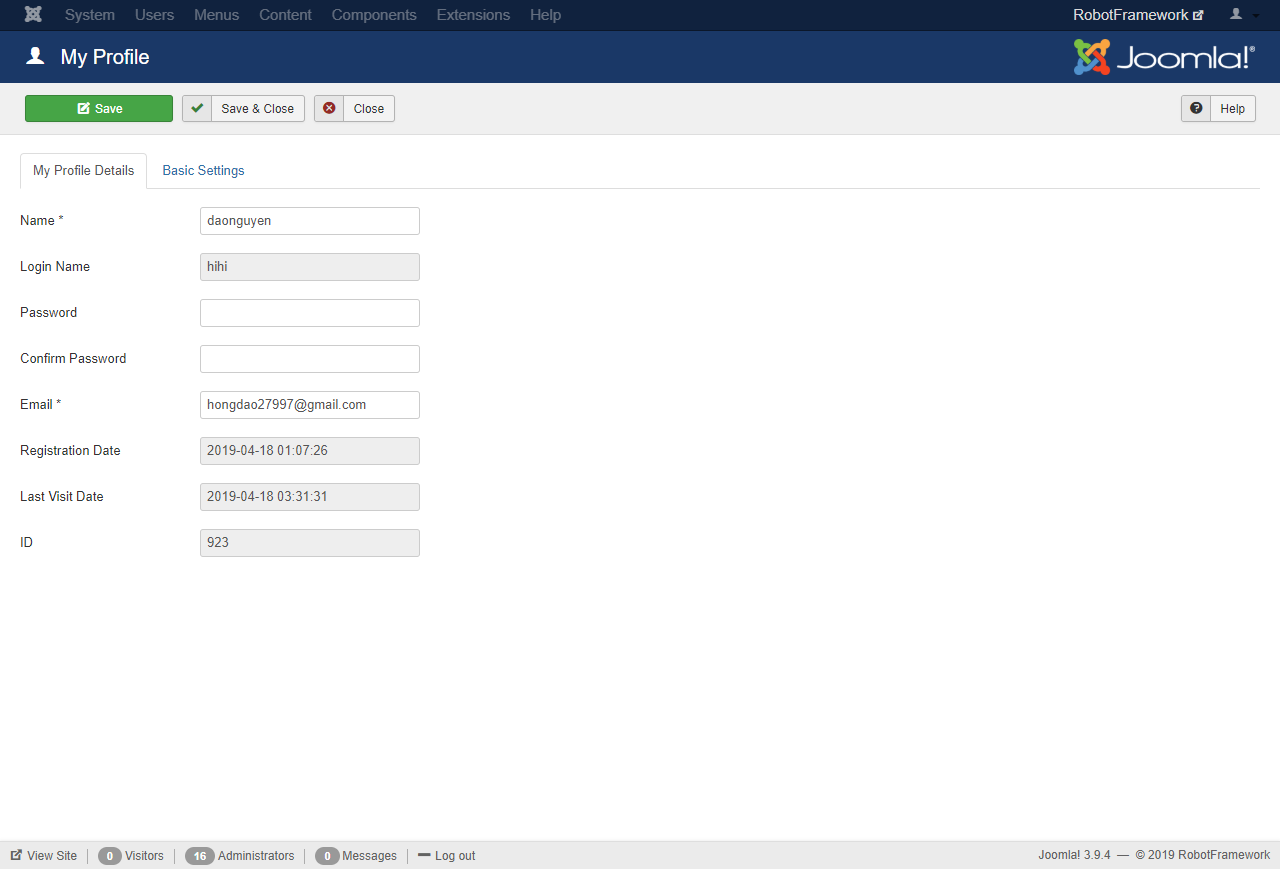 System Users Menus Content Components Extensions Help RobotFramework
My Profile Joomla!®
Save Save & Close Close Help
My Profile Details Basic Settings
Name * daonguyen
Login Name hihi
Password
Confirm Password
Email * hongdao27997@gmail.com
Registration Date 2019-04-18 01:07:26
Last Visit Date 2019-04-18 03:31:31
ID 923
View Site 0 Visitors 16 Administrators 0 Messages Log out Joomla! 3.9.4 — © 2019 RobotFramework